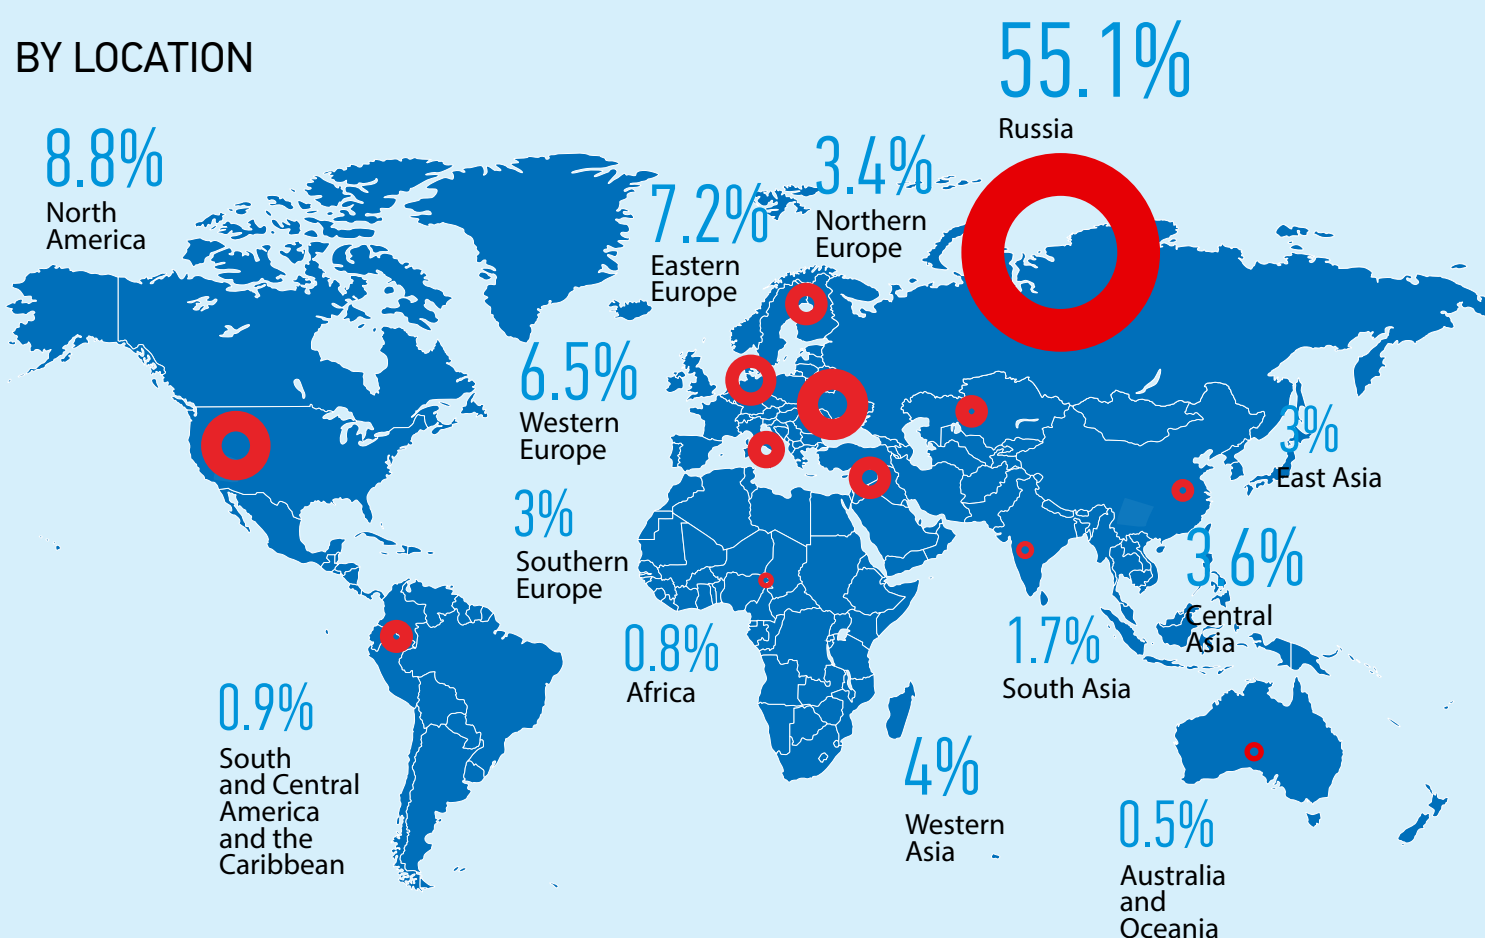 BY LOCATION
55.1%
Russia
8.8%
North
America
3.4%
Northern
Europe
7.2%
Eastern
Europe
6.5%
Western
Europe
3%
East Asia
3%
Southern
Europe
3.6%
Central
Asia
1.7%
South Asia
0.8%
Africa
0.9%
South
and Central
America
and the
Caribbean
4%
Western
Asia
0.5%
Australia
and
Oceania